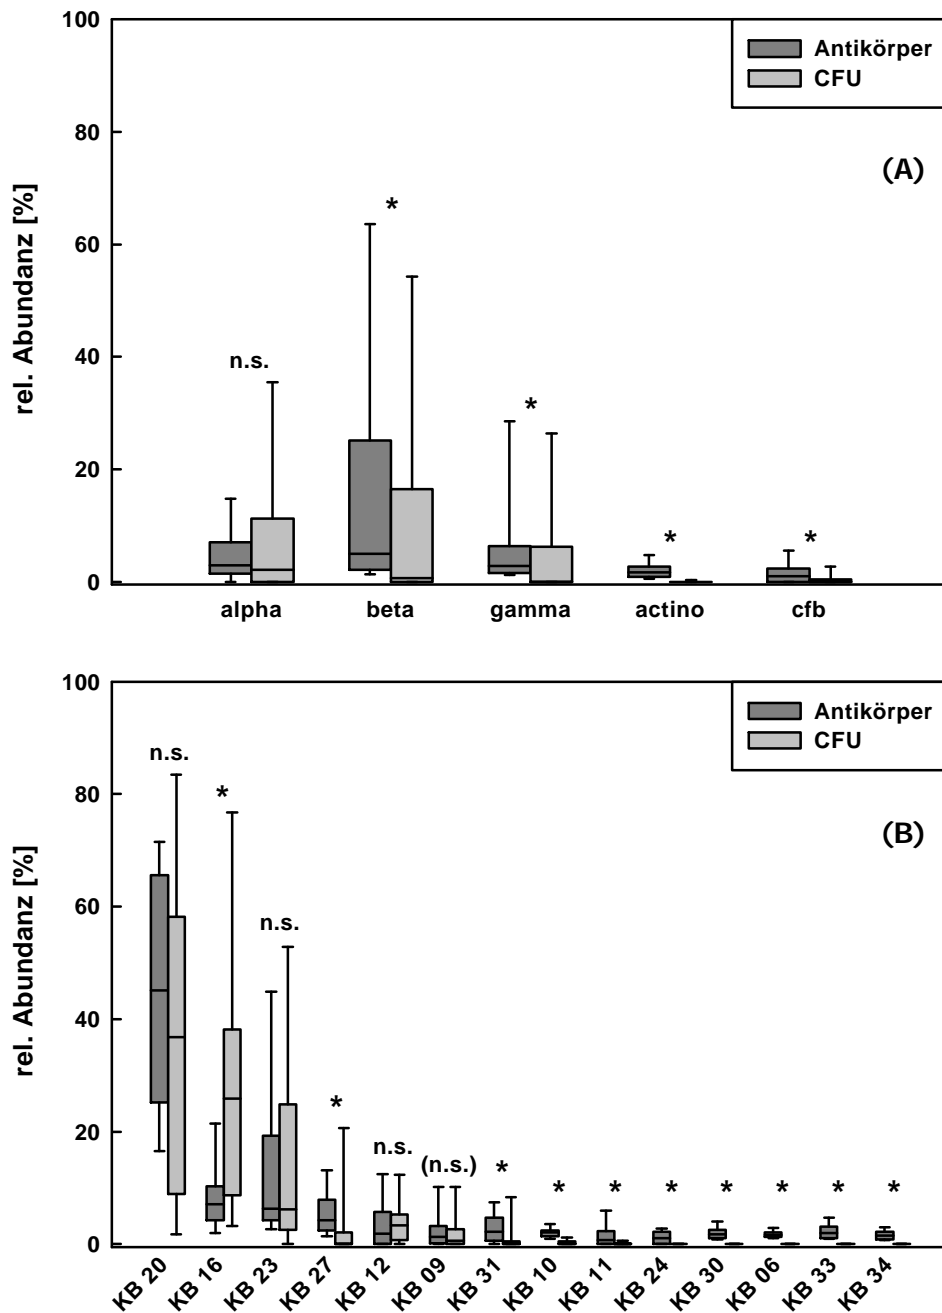 100
80
60
40
20
0
rel. Abundanz [%]
Antikörper
CFU
(A)
n.s.
*
*
*
*
alpha beta gamma actino cfb
100
80
60
40
20
0
rel. Abundanz [%]
Antikörper
CFU
(B)
n.s.
*
n.s.
*
n.s.
(n.s.)
*
*
*
*
*
*
*
*
KB 20
KB 16
KB 23
KB 27
KB 12
KB 09
KB 31
KB 10
KB 11
KB 24
KB 30
KB 06
KB 33
KB 34